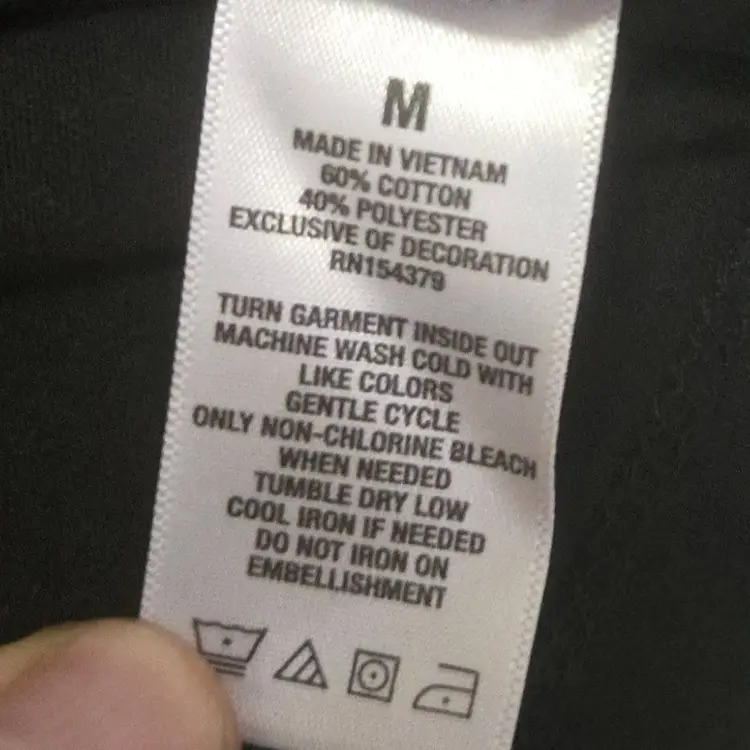 M
MADE IN VIETNAM
60% COTTON
40% POLYESTER
EXCLUSIVE OF DECORATION
RN154379
TURN GARMENT INSIDE OUT
MACHINE WASH COLD WITH
LIKE COLORS
GENTLE CYCLE
ONLY NON-CHLORINE BLEACH
WHEN NEEDED
TUMBLE DRY LOW
COOL IRON IF NEEDED
DO NOT IRON ON
EMBELLISHMENT